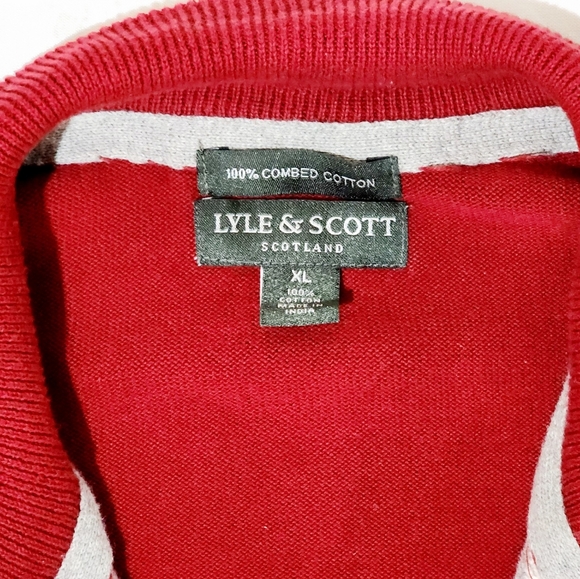 100% COMBED COTTON
LYLE & SCOTT
SCOTLAND
XL
100%
COTTON
MADE IN
INDIA